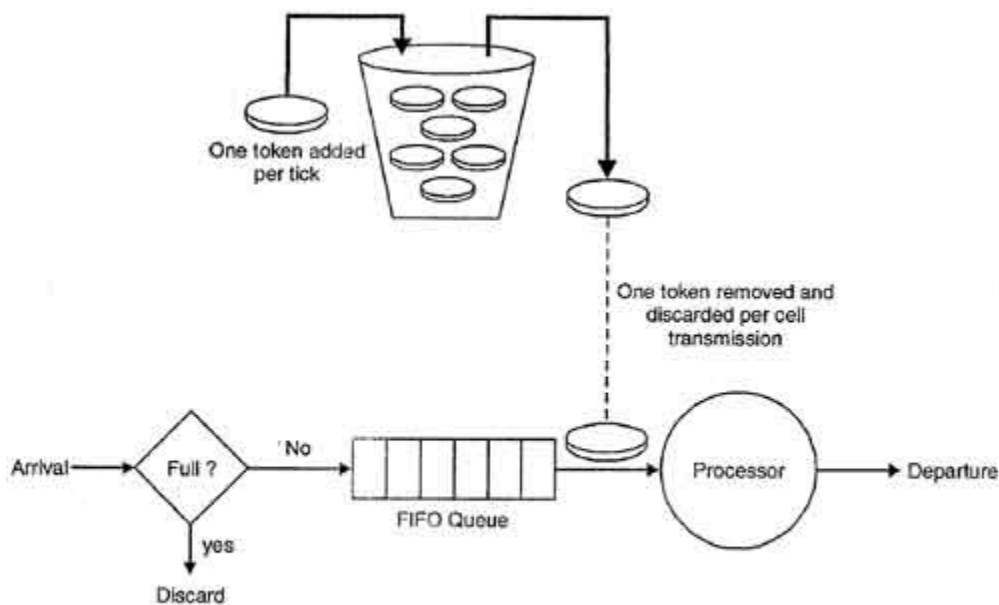 One token added
per tick
One token removed and
discarded per cell
transmission
Arrival
Full ?
No
FIFO Queue
Processor
Departure
yes
Discard